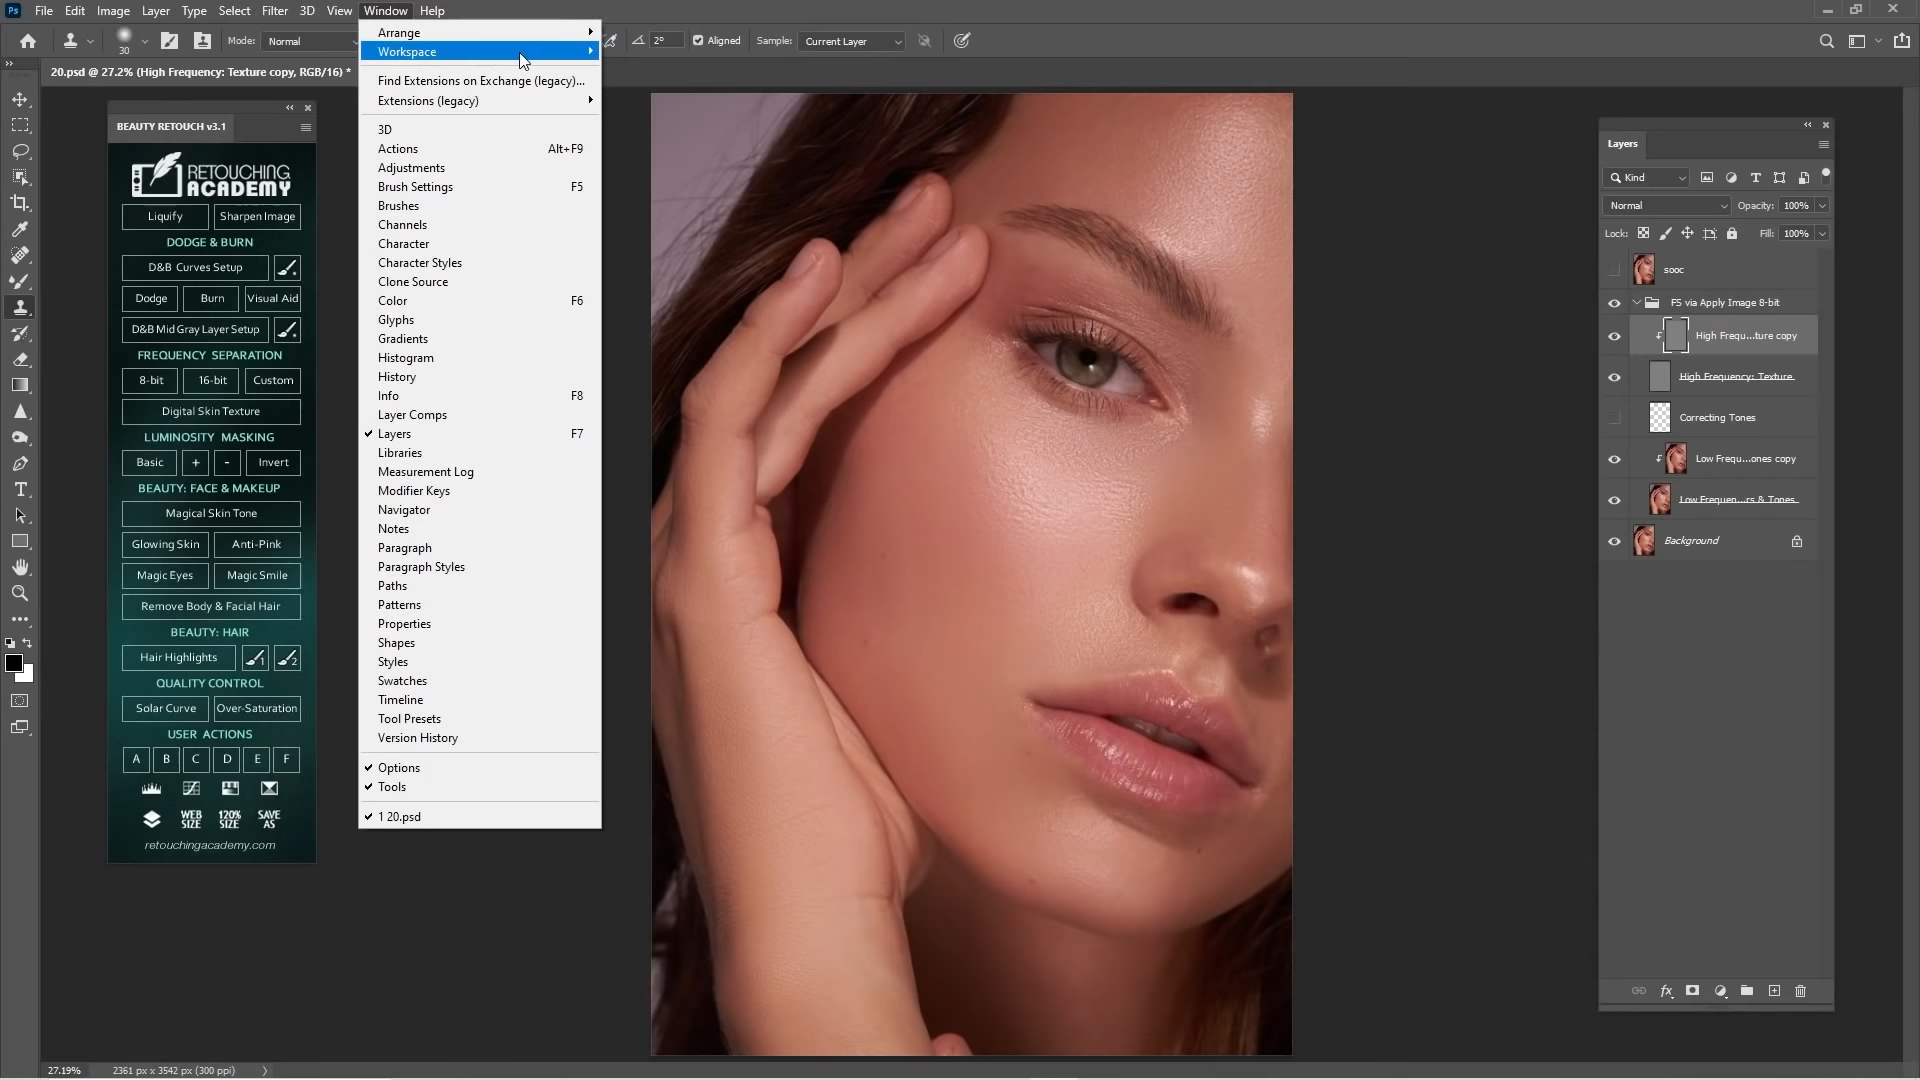 Ps File Edit Image Layer Type Select Filter 3D View Window Help
30 Mode: Normal 2° Aligned Sample: Current Layer
20.psd @ 27.2% (High Frequency: Texture copy, RGB/16) *
BEAUTY RETOUCH v3.1
RETOUCHING
ACADEMY
Liquify Sharpen Image
DODGE & BURN
D&B Curves Setup
Dodge Burn Visual Aid
D&B Mid Gray Layer Setup
FREQUENCY SEPARATION
8-bit 16-bit Custom
Digital Skin Texture
LUMINOSITY MASKING
Basic + - Invert
BEAUTY: FACE & MAKEUP
Magical Skin Tone
Glowing Skin Anti-Pink
Magic Eyes Magic Smile
Remove Body & Facial Hair
BEAUTY: HAIR
Hair Highlights 1 2
QUALITY CONTROL
Solar Curve Over-Saturation
USER ACTIONS
A B C D E F
WEB SIZE 120% SIZE SAVE AS
retouchingacademy.com
Arrange
Workspace
Find Extensions on Exchange (legacy)...
Extensions (legacy)
3D
Actions Alt+F9
Adjustments
Brush Settings F5
Brushes
Channels
Character
Character Styles
Clone Source
Color F6
Glyphs
Gradients
Histogram
History
Info F8
Layer Comps
Layers F7
Libraries
Measurement Log
Modifier Keys
Navigator
Notes
Paragraph
Paragraph Styles
Paths
Patterns
Properties
Shapes
Styles
Swatches
Timeline
Tool Presets
Version History
Options
Tools
1 20.psd
Layers
Kind
Normal Opacity: 100%
Lock: Fill: 100%
sooc
FS via Apply Image 8-bit
High Frequ...ture copy
High Frequency: Texture
Correcting Tones
Low Frequ...ones copy
Low Frequen...rs & Tones
Background
fx
27.19% 2361 px x 3542 px (300 ppi)